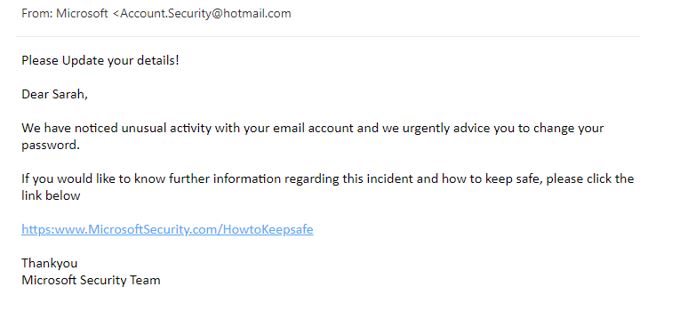 From: Microsoft <Account.Security@hotmail.com
Please Update your details!
Dear Sarah,
We have noticed unusual activity with your email account and we urgently advice you to change your
password.
If you would like to know further information regarding this incident and how to keep safe, please click the
link below
https:www.MicrosoftSecurity.com/HowtoKeepsafe
Thankyou
Microsoft Security Team